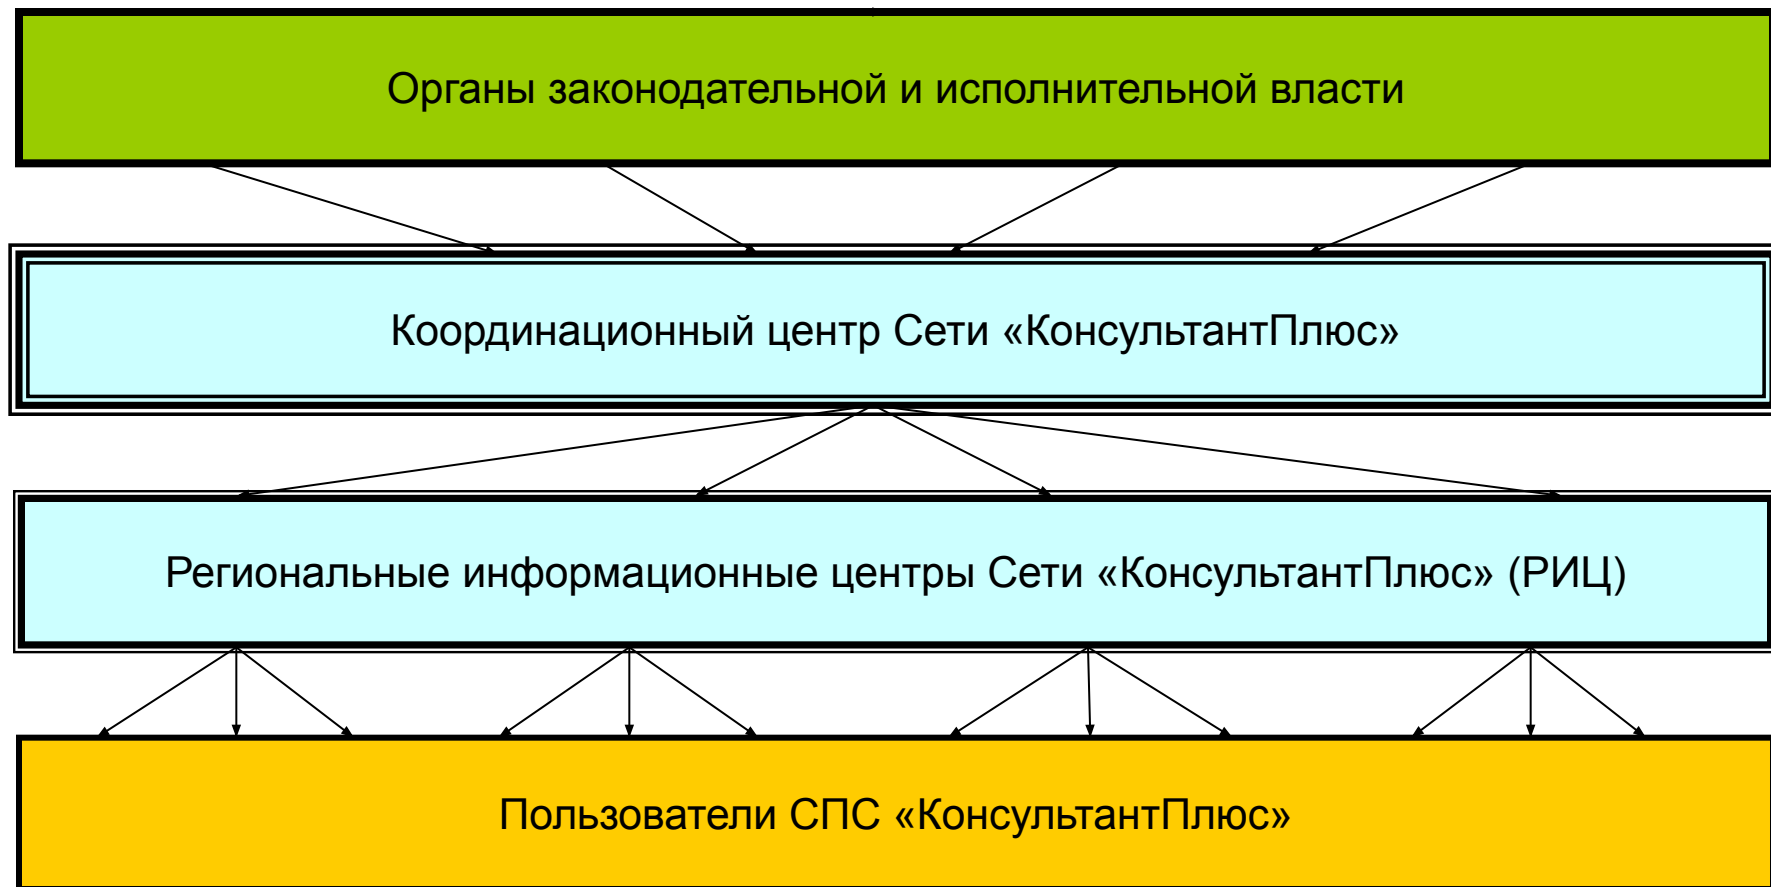 Органы законодательной и исполнительной власти
Координационный центр Сети «КонсультантПлюс»
Региональные информационные центры Сети «КонсультантПлюс» (РИЦ)
Пользователи СПС «КонсультантПлюс»